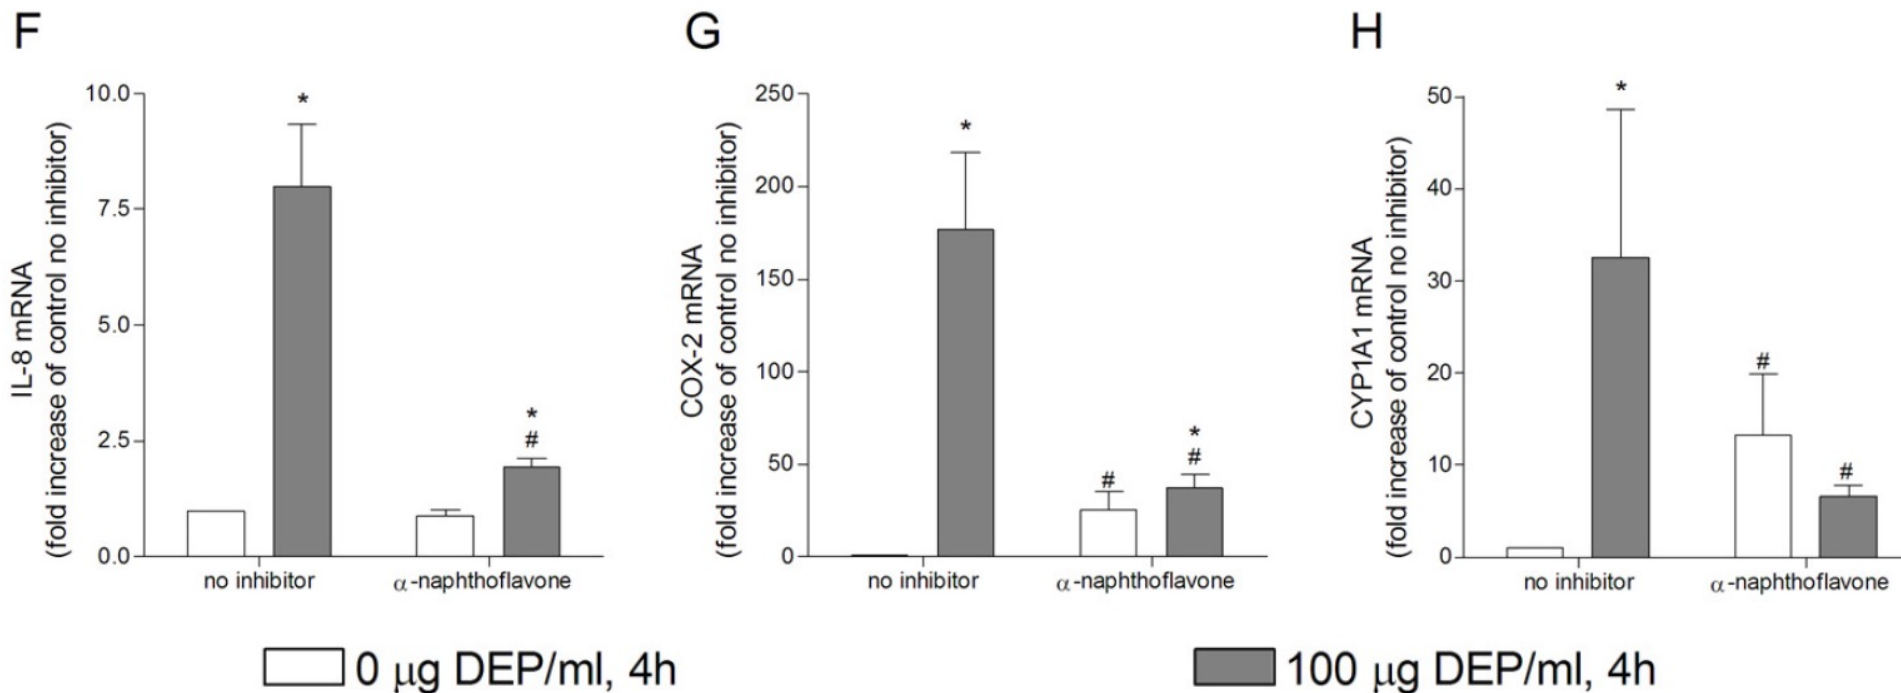 F
IL-8 mRNA
(fold increase of control no inhibitor)
10.0
7.5
5.0
2.5
0.0
*
*
#
no inhibitor
α-naphthoflavone
G
COX-2 mRNA
(fold increase of control no inhibitor)
250
200
150
100
50
0
*
#
*
#
no inhibitor
α-naphthoflavone
H
CYP1A1 mRNA
(fold increase of control no inhibitor)
50
40
30
20
10
0
*
#
#
no inhibitor
α-naphthoflavone
0 μg DEP/ml, 4h
100 μg DEP/ml, 4h